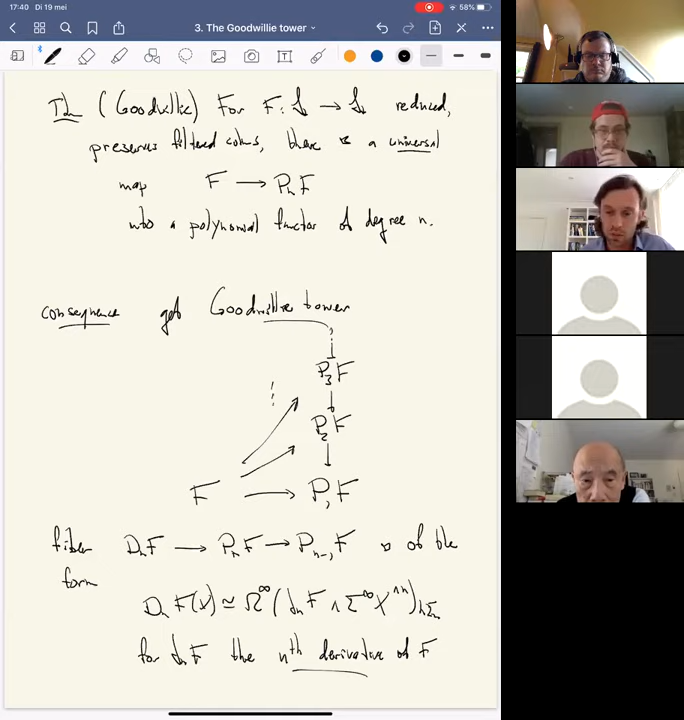 17:40 Di 19 mei
58%
3. The Goodwillie tower
Th (Goodwillie) For F: S* → S* reduced,
preserves filtered colims, there is a universal
map F → PnF
into a polynomial functor of degree n.
consequence get Goodwillie tower
P3F
P2F
F → P1F
fiber DnF → PnF → Pn-1F is of the
form
DnF(X) ≃ Ω^∞(∂nF ∧ Σ^∞X^∧n)hΣn
for ∂nF the nth derivative of F